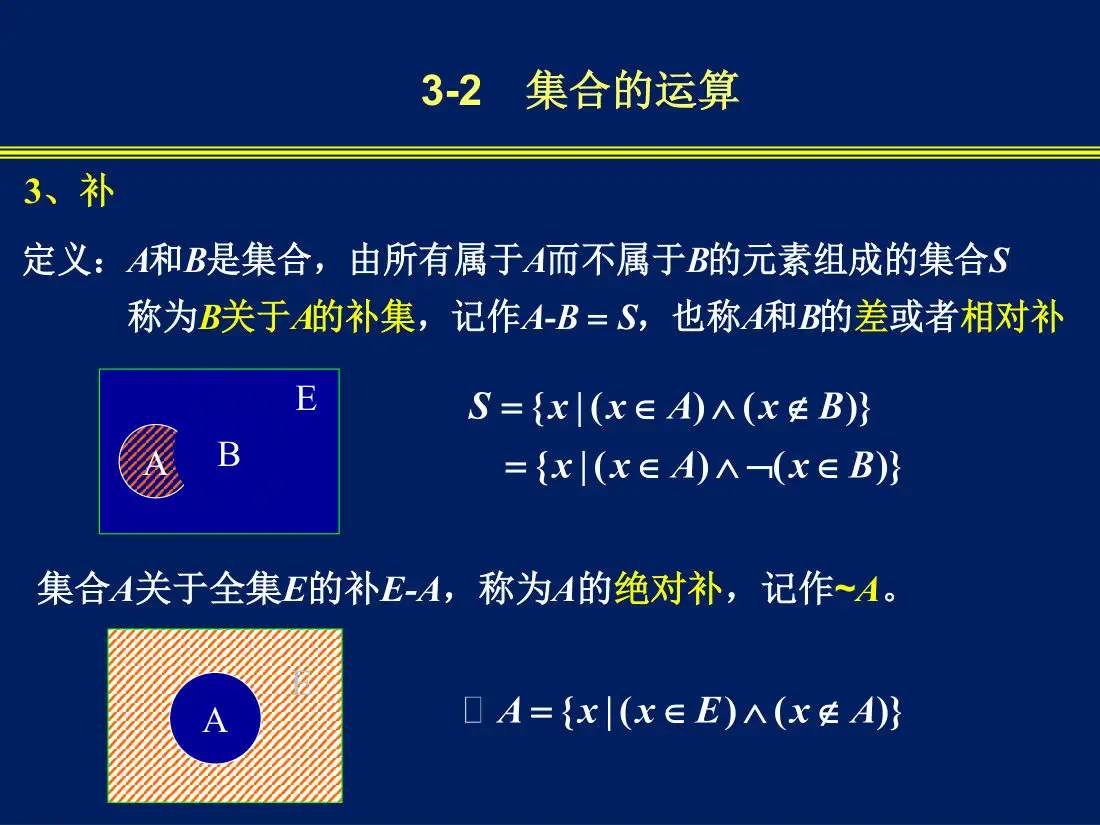 3-2 集合的运算
3、补
定义：A和B是集合，由所有属于A而不属于B的元素组成的集合S
称为B关于A的补集，记作A-B = S，也称A和B的差或者相对补
E
A B
S = {x | (x ∈ A) ∧ (x ∉ B)}
= {x | (x ∈ A) ∧ ¬(x ∈ B)}
集合A关于全集E的补E-A，称为A的绝对补，记作~A。
E
A
A = {x | (x ∈ E) ∧ (x ∉ A)}